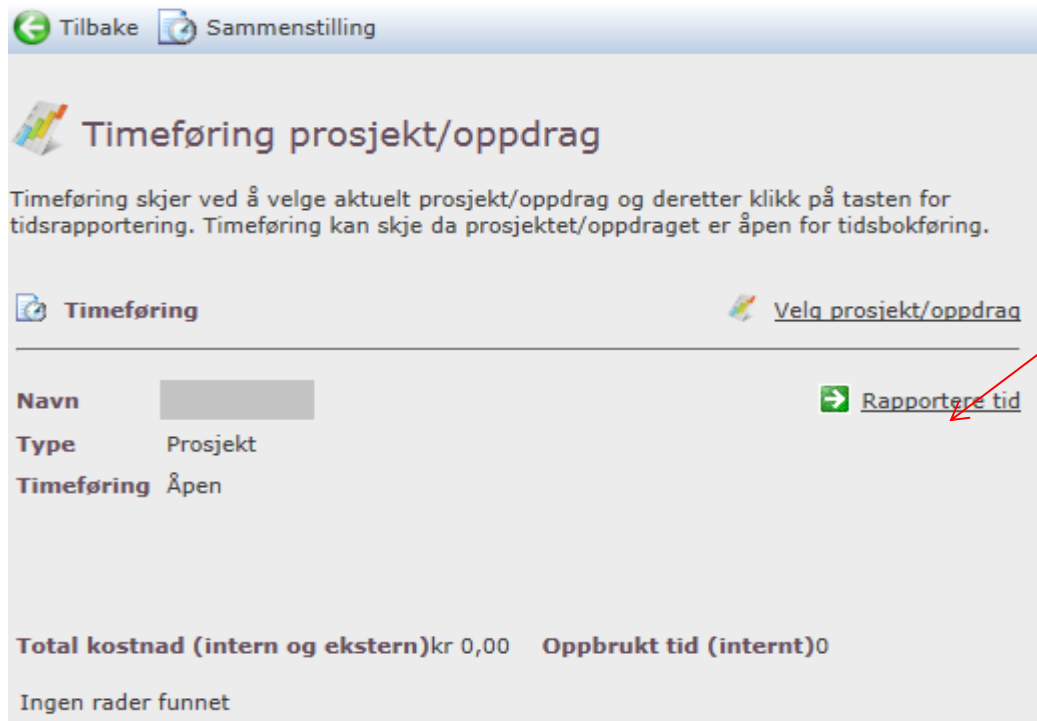 Tilbake Sammenstilling
Timeføring prosjekt/oppdrag
Timeføring skjer ved å velge aktuelt prosjekt/oppdrag og deretter klikk på tasten for
tidsrapportering. Timeføring kan skje da prosjektet/oppdraget er åpen for tidsbokføring.
Timeføring Velg prosjekt/oppdrag
Navn Rapportere tid
Type Prosjekt
Timeføring Åpen
Total kostnad (intern og ekstern)kr 0,00 Oppbrukt tid (internt)0
Ingen rader funnet